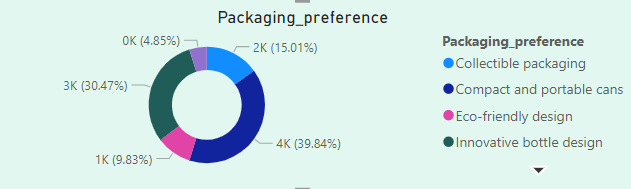 Packaging_preference
0K (4.85%)
2K (15.01%)
3K (30.47%)
4K (39.84%)
1K (9.83%)
Packaging_preference
Collectible packaging
Compact and portable cans
Eco-friendly design
Innovative bottle design